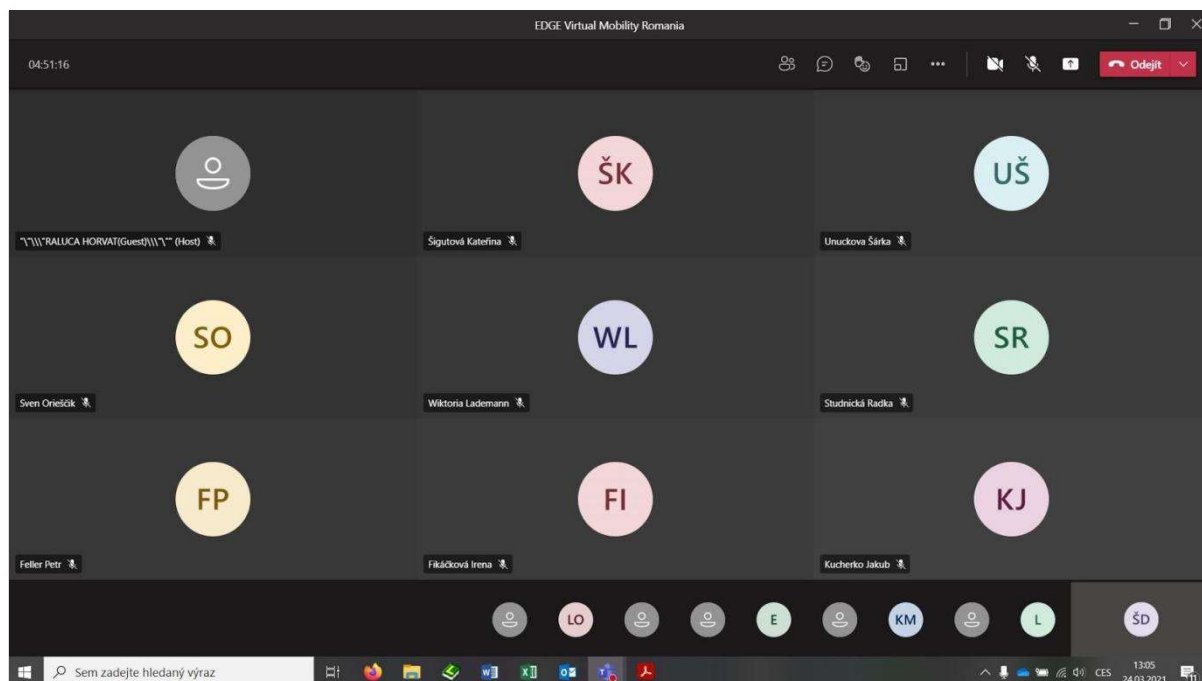 EDGE Virtual Mobility Romania
04:51:16
Odejít
ŠK
UŠ
"\"\\\"RALUCA HORVAT(Guest)\\\"\"" (Host)
Šigutová Kateřina
Unuckova Šárka
SO
WL
SR
Sven Orieščik
Wiktoria Lademann
Studnická Radka
FP
FI
KJ
Feller Petr
Fikáčková Irena
Kucherko Jakub
LO
E
KM
L
ŠD
Sem zadejte hledaný výraz
CES
13:05
24.03.2021